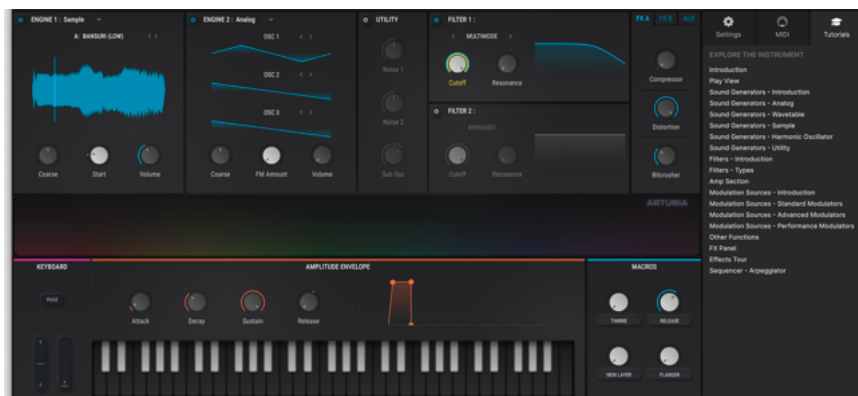 ENGINE 1 : Sample
ENGINE 2 : Analog
UTILITY
FILTER 1 :
FX A FX B AUX
Settings MIDI Tutorials
A: BANSURI (LOW)
OSC 1
MULTIMODE
Noise 1
Cutoff Resonance
Compressor
OSC 2
OSC 3
FILTER 2 :
BYPASSED
Noise 2
Distortion
Coarse Start Volume
Coarse FM Amount Volume
Sub Osc
Cutoff Resonance
Bitcrusher
EXPLORE THE INSTRUMENT
Introduction
Play View
Sound Generators - Introduction
Sound Generators - Analog
Sound Generators - Wavetable
Sound Generators - Sample
Sound Generators - Harmonic Oscillator
Sound Generators - Utility
Filters - Introduction
Filters - Types
Amp Section
Modulation Sources - Introduction
Modulation Sources - Standard Modulators
Modulation Sources - Advanced Modulators
Modulation Sources - Performance Modulators
Other Functions
FX Panel
Effects Tour
Sequencer - Arpeggiator
ARTURIA
KEYBOARD
AMPLITUDE ENVELOPE
MACROS
Attack Decay Sustain Release
TIMBRE RELEASE
NEW LAYER FLANGER